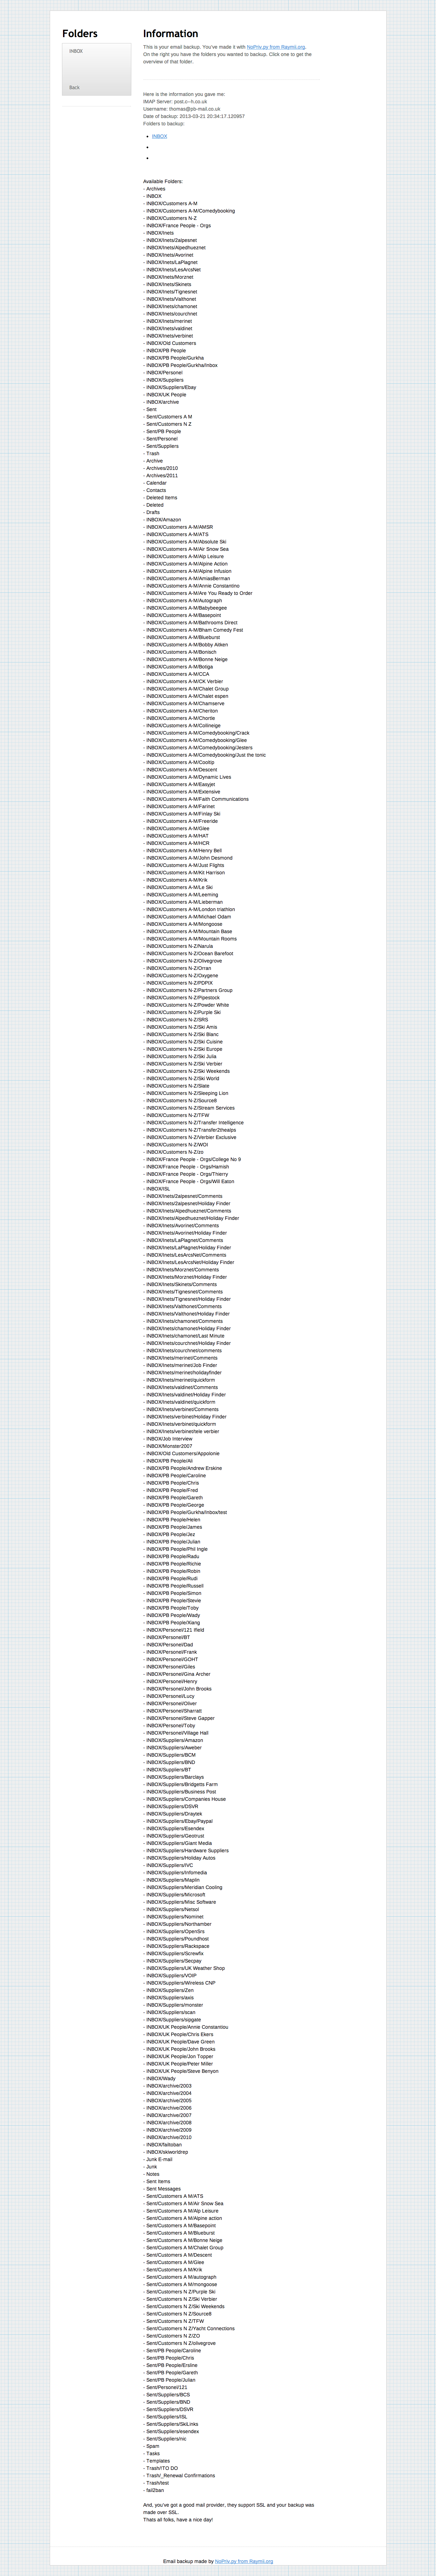 Folders
INBOX
Back
Information
This is your email backup. You've made it with NoPriv.py from Raymii.org.
On the right you have the folders you wanted to backup. Click one to get the
overview of that folder.
Here is the information you gave me:
IMAP Server: post.c--h.co.uk
Username: thomas@pb-mail.co.uk
Date of backup: 2013-03-21 20:34:17.120957
Folders to backup:
INBOX
Available Folders:
- Archives
- INBOX
- INBOX/Customers A-M
- INBOX/Customers A-M/Comedybooking
- INBOX/Customers N-Z
- INBOX/France People - Orgs
- INBOX/Inets
- INBOX/Inets/2alpesnet
- INBOX/Inets/Alpedhueznet
- INBOX/Inets/Avorinet
- INBOX/Inets/LaPlagnet
- INBOX/Inets/LesArcsNet
- INBOX/Inets/Morznet
- INBOX/Inets/Skinets
- INBOX/Inets/Tignesnet
- INBOX/Inets/Valthonet
- INBOX/Inets/chamonet
- INBOX/Inets/courchnet
- INBOX/Inets/merinet
- INBOX/Inets/valdinet
- INBOX/Inets/verbinet
- INBOX/Old Customers
- INBOX/PB People
- INBOX/PB People/Gurkha
- INBOX/PB People/Gurkha/Inbox
- INBOX/Personel
- INBOX/Suppliers
- INBOX/Suppliers/Ebay
- INBOX/UK People
- INBOX/archive
- Sent
- Sent/Customers A M
- Sent/Customers N Z
- Sent/PB People
- Sent/Personel
- Sent/Suppliers
- Trash
- Archive
- Archives/2010
- Archives/2011
- Calendar
- Contacts
- Deleted Items
- Deleted
- Drafts
- INBOX/Amazon
- INBOX/Customers A-M/AMSR
- INBOX/Customers A-M/ATS
- INBOX/Customers A-M/Absolute Ski
- INBOX/Customers A-M/Air Snow Sea
- INBOX/Customers A-M/Alp Leisure
- INBOX/Customers A-M/Alpine Action
- INBOX/Customers A-M/Alpine Infusion
- INBOX/Customers A-M/AmiasBerman
- INBOX/Customers A-M/Annie Constantino
- INBOX/Customers A-M/Are You Ready to Order
- INBOX/Customers A-M/Autograph
- INBOX/Customers A-M/Babybeegee
- INBOX/Customers A-M/Basepoint
- INBOX/Customers A-M/Bathrooms Direct
- INBOX/Customers A-M/Bham Comedy Fest
- INBOX/Customers A-M/Blueburst
- INBOX/Customers A-M/Bobby Aitken
- INBOX/Customers A-M/Bonisch
- INBOX/Customers A-M/Bonne Neige
- INBOX/Customers A-M/Botiga
- INBOX/Customers A-M/CCA
- INBOX/Customers A-M/CK Verbier
- INBOX/Customers A-M/Chalet Group
- INBOX/Customers A-M/Chalet espen
- INBOX/Customers A-M/Chamserve
- INBOX/Customers A-M/Cheriton
- INBOX/Customers A-M/Chortle
- INBOX/Customers A-M/Collineige
- INBOX/Customers A-M/Comedybooking/Crack
- INBOX/Customers A-M/Comedybooking/Glee
- INBOX/Customers A-M/Comedybooking/Jesters
- INBOX/Customers A-M/Comedybooking/Just the tonic
- INBOX/Customers A-M/Cooltip
- INBOX/Customers A-M/Descent
- INBOX/Customers A-M/Dynamic Lives
- INBOX/Customers A-M/Easyjet
- INBOX/Customers A-M/Extensive
- INBOX/Customers A-M/Faith Communications
- INBOX/Customers A-M/Farinet
- INBOX/Customers A-M/Finlay Ski
- INBOX/Customers A-M/Freeride
- INBOX/Customers A-M/Glee
- INBOX/Customers A-M/HAT
- INBOX/Customers A-M/HCR
- INBOX/Customers A-M/Henry Bell
- INBOX/Customers A-M/John Desmond
- INBOX/Customers A-M/Just Flights
- INBOX/Customers A-M/Kit Harrison
- INBOX/Customers A-M/Krik
- INBOX/Customers A-M/Le Ski
- INBOX/Customers A-M/Leeming
- INBOX/Customers A-M/Lieberman
- INBOX/Customers A-M/London triathlon
- INBOX/Customers A-M/Michael Odam
- INBOX/Customers A-M/Mongoose
- INBOX/Customers A-M/Mountain Base
- INBOX/Customers A-M/Mountain Rooms
- INBOX/Customers N-Z/Narula
- INBOX/Customers N-Z/Ocean Barefoot
- INBOX/Customers N-Z/Olivegrove
- INBOX/Customers N-Z/Orran
- INBOX/Customers N-Z/Oxygene
- INBOX/Customers N-Z/PDPIX
- INBOX/Customers N-Z/Partners Group
- INBOX/Customers N-Z/Pipestock
- INBOX/Customers N-Z/Powder White
- INBOX/Customers N-Z/Purple Ski
- INBOX/Customers N-Z/SRS
- INBOX/Customers N-Z/Ski Amis
- INBOX/Customers N-Z/Ski Blanc
- INBOX/Customers N-Z/Ski Cuisine
- INBOX/Customers N-Z/Ski Europe
- INBOX/Customers N-Z/Ski Julia
- INBOX/Customers N-Z/Ski Verbier
- INBOX/Customers N-Z/Ski Weekends
- INBOX/Customers N-Z/Ski World
- INBOX/Customers N-Z/Slate
- INBOX/Customers N-Z/Sleeping Lion
- INBOX/Customers N-Z/Source8
- INBOX/Customers N-Z/Stream Services
- INBOX/Customers N-Z/TFW
- INBOX/Customers N-Z/Transfer Intelligence
- INBOX/Customers N-Z/Transfer2thealps
- INBOX/Customers N-Z/Verbier Exclusive
- INBOX/Customers N-Z/WOI
- INBOX/Customers N-Z/zo
- INBOX/France People - Orgs/College No 9
- INBOX/France People - Orgs/Hamish
- INBOX/France People - Orgs/Thierry
- INBOX/France People - Orgs/Will Eaton
- INBOX/ISL
- INBOX/Inets/2alpesnet/Comments
- INBOX/Inets/2alpesnet/Holiday Finder
- INBOX/Inets/Alpedhueznet/Comments
- INBOX/Inets/Alpedhueznet/Holiday Finder
- INBOX/Inets/Avorinet/Comments
- INBOX/Inets/Avorinet/Holiday Finder
- INBOX/Inets/LaPlagnet/Comments
- INBOX/Inets/LaPlagnet/Holiday Finder
- INBOX/Inets/LesArcsNet/Comments
- INBOX/Inets/LesArcsNet/Holiday Finder
- INBOX/Inets/Morznet/Comments
- INBOX/Inets/Morznet/Holiday Finder
- INBOX/Inets/Skinets/Comments
- INBOX/Inets/Tignesnet/Comments
- INBOX/Inets/Tignesnet/Holiday Finder
- INBOX/Inets/Valthonet/Comments
- INBOX/Inets/Valthonet/Holiday Finder
- INBOX/Inets/chamonet/Comments
- INBOX/Inets/chamonet/Holiday Finder
- INBOX/Inets/chamonet/Last Minute
- INBOX/Inets/courchnet/Holiday Finder
- INBOX/Inets/courchnet/comments
- INBOX/Inets/merinet/Comments
- INBOX/Inets/merinet/Job Finder
- INBOX/Inets/merinet/holidayfinder
- INBOX/Inets/merinet/quickform
- INBOX/Inets/valdinet/Comments
- INBOX/Inets/valdinet/Holiday Finder
- INBOX/Inets/valdinet/quickform
- INBOX/Inets/verbinet/Comments
- INBOX/Inets/verbinet/Holiday Finder
- INBOX/Inets/verbinet/quickform
- INBOX/Inets/verbinet/tele verbier
- INBOX/Job Interview
- INBOX/Monster2007
- INBOX/Old Customers/Appolonie
- INBOX/PB People/Ali
- INBOX/PB People/Andrew Erskine
- INBOX/PB People/Caroline
- INBOX/PB People/Chris
- INBOX/PB People/Fred
- INBOX/PB People/Gareth
- INBOX/PB People/George
- INBOX/PB People/Gurkha/Inbox/test
- INBOX/PB People/Helen
- INBOX/PB People/James
- INBOX/PB People/Jez
- INBOX/PB People/Julian
- INBOX/PB People/Phil Ingle
- INBOX/PB People/Radu
- INBOX/PB People/Richie
- INBOX/PB People/Robin
- INBOX/PB People/Rudi
- INBOX/PB People/Russell
- INBOX/PB People/Simon
- INBOX/PB People/Stevie
- INBOX/PB People/Toby
- INBOX/PB People/Wady
- INBOX/PB People/Xiang
- INBOX/Personel/121 Ifield
- INBOX/Personel/BT
- INBOX/Personel/Dad
- INBOX/Personel/Frank
- INBOX/Personel/GOHT
- INBOX/Personel/Giles
- INBOX/Personel/Gina Archer
- INBOX/Personel/Henry
- INBOX/Personel/John Brooks
- INBOX/Personel/Lucy
- INBOX/Personel/Oliver
- INBOX/Personel/Sharratt
- INBOX/Personel/Steve Gapper
- INBOX/Personel/Toby
- INBOX/Personel/Village Hall
- INBOX/Suppliers/Amazon
- INBOX/Suppliers/Aweber
- INBOX/Suppliers/BCM
- INBOX/Suppliers/BND
- INBOX/Suppliers/BT
- INBOX/Suppliers/Barclays
- INBOX/Suppliers/Bridgetts Farm
- INBOX/Suppliers/Business Post
- INBOX/Suppliers/Companies House
- INBOX/Suppliers/DSVR
- INBOX/Suppliers/Draytek
- INBOX/Suppliers/Ebay/Paypal
- INBOX/Suppliers/Esendex
- INBOX/Suppliers/Geotrust
- INBOX/Suppliers/Giant Media
- INBOX/Suppliers/Hardware Suppliers
- INBOX/Suppliers/Holiday Autos
- INBOX/Suppliers/IVC
- INBOX/Suppliers/Infomedia
- INBOX/Suppliers/Maplin
- INBOX/Suppliers/Meridian Cooling
- INBOX/Suppliers/Microsoft
- INBOX/Suppliers/Misc Software
- INBOX/Suppliers/Netsol
- INBOX/Suppliers/Nominet
- INBOX/Suppliers/Northamber
- INBOX/Suppliers/OpenSrs
- INBOX/Suppliers/Poundhost
- INBOX/Suppliers/Rackspace
- INBOX/Suppliers/Screwfix
- INBOX/Suppliers/Secpay
- INBOX/Suppliers/UK Weather Shop
- INBOX/Suppliers/VOIP
- INBOX/Suppliers/Wireless CNP
- INBOX/Suppliers/Zen
- INBOX/Suppliers/axis
- INBOX/Suppliers/monster
- INBOX/Suppliers/scan
- INBOX/Suppliers/sipgate
- INBOX/UK People/Annie Constantou
- INBOX/UK People/Chris Ekers
- INBOX/UK People/Dave Green
- INBOX/UK People/John Brooks
- INBOX/UK People/Jon Topper
- INBOX/UK People/Peter Miller
- INBOX/UK People/Steve Benyon
- INBOX/Wady
- INBOX/archive/2003
- INBOX/archive/2004
- INBOX/archive/2005
- INBOX/archive/2006
- INBOX/archive/2007
- INBOX/archive/2008
- INBOX/archive/2009
- INBOX/archive/2010
- INBOX/failtoban
- INBOX/skiworldrep
- Junk E-mail
- Junk
- Notes
- Sent Items
- Sent Messages
- Sent/Customers A M/ATS
- Sent/Customers A M/Air Snow Sea
- Sent/Customers A M/Alp Leisure
- Sent/Customers A M/Alpine action
- Sent/Customers A M/Basepoint
- Sent/Customers A M/Blueburst
- Sent/Customers A M/Bonne Neige
- Sent/Customers A M/Chalet Group
- Sent/Customers A M/Descent
- Sent/Customers A M/Glee
- Sent/Customers A M/Krik
- Sent/Customers A M/autograph
- Sent/Customers A M/mongoose
- Sent/Customers N Z/Purple Ski
- Sent/Customers N Z/Ski Verbier
- Sent/Customers N Z/Ski Weekends
- Sent/Customers N Z/Source8
- Sent/Customers N Z/TFW
- Sent/Customers N Z/Yacht Connections
- Sent/Customers N Z/ZO
- Sent/Customers N Z/olivegrove
- Sent/PB People/Caroline
- Sent/PB People/Chris
- Sent/PB People/Ersline
- Sent/PB People/Gareth
- Sent/PB People/Julian
- Sent/Personel/121
- Sent/Suppliers/BCS
- Sent/Suppliers/BND
- Sent/Suppliers/DSVR
- Sent/Suppliers/ISL
- Sent/Suppliers/SkiLinks
- Sent/Suppliers/esendex
- Sent/Suppliers/nic
- Spam
- Tasks
- Templates
- Trash/!TO DO
- Trash/_Renewal Confirmations
- Trash/test
- fail2ban
And, you've got a good mail provider, they support SSL and your backup was
made over SSL.
Thats all folks, have a nice day!
Email backup made by NoPriv.py from Raymii.org